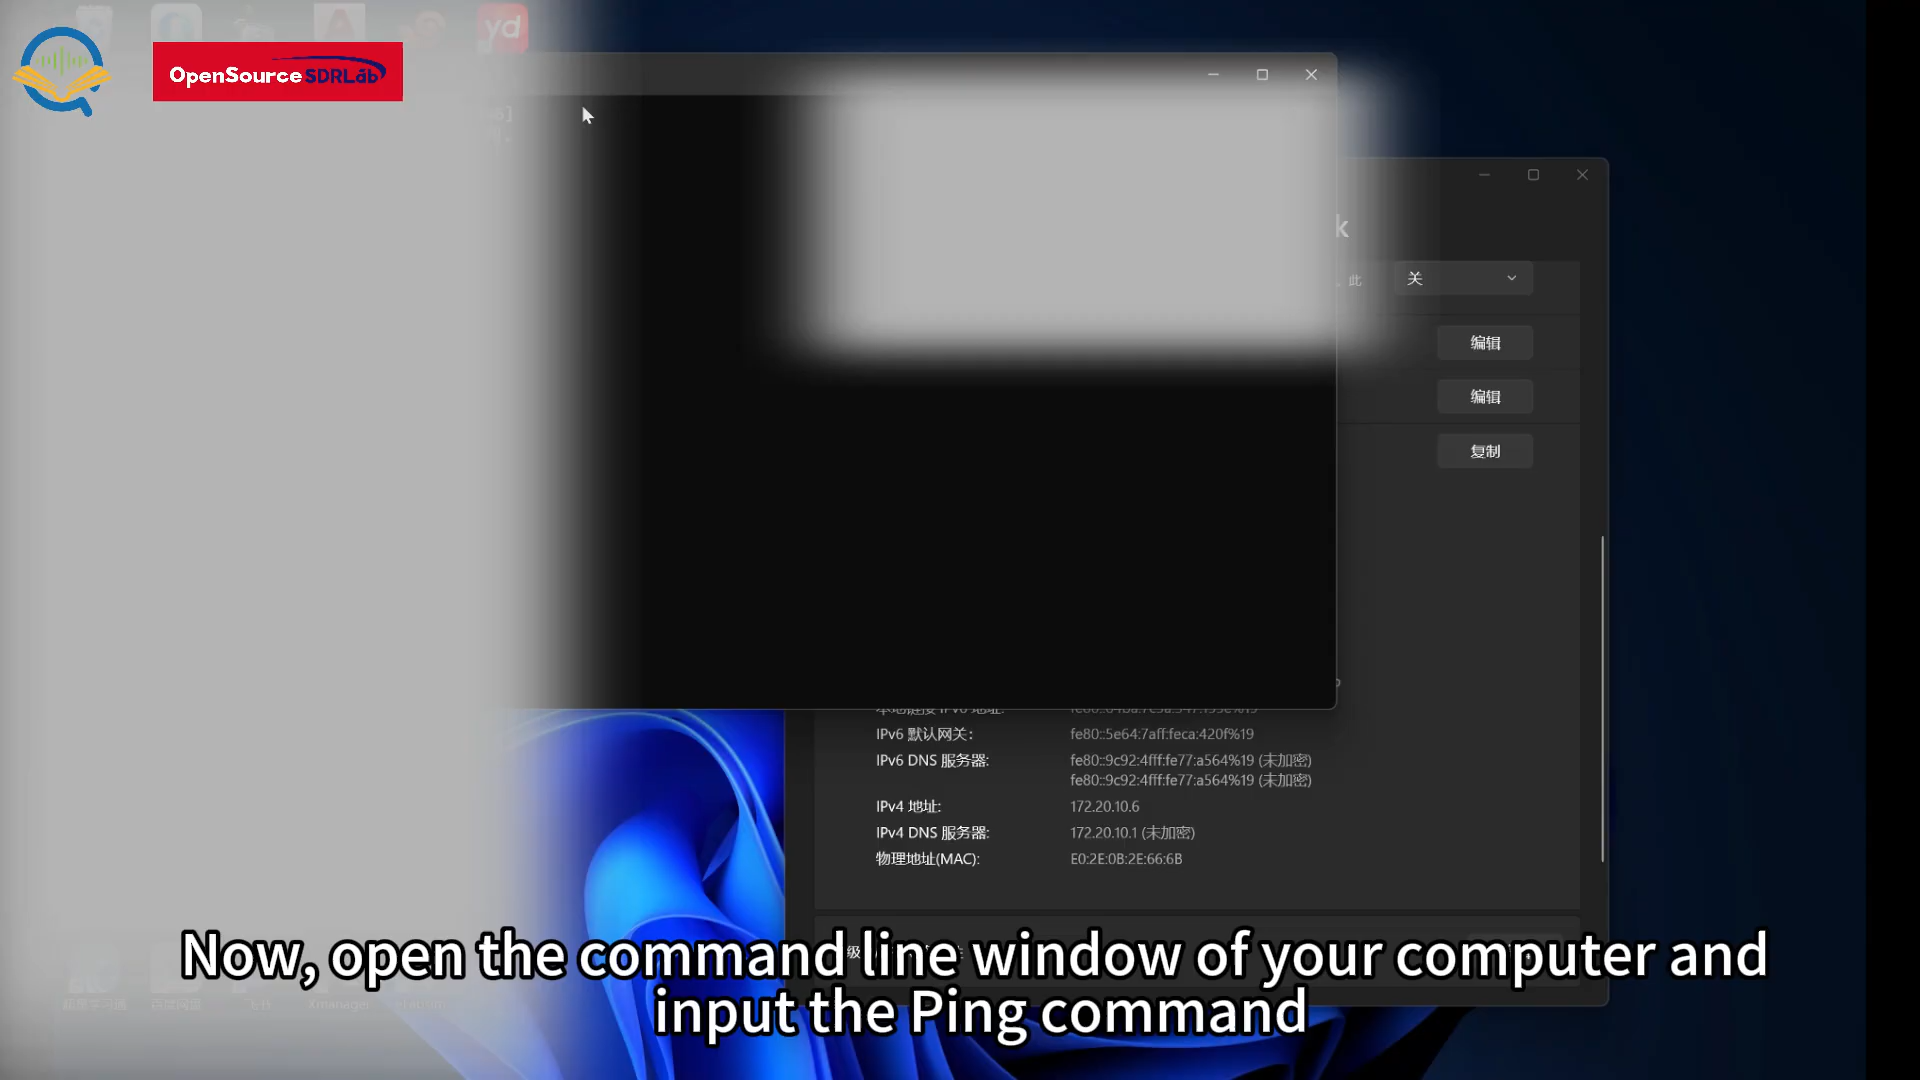 yd
OpenSource SDRLab
此
关
编辑
编辑
复制
IPv6 默认网关:
fe80::5e64:7aff:feca:420f%19
IPv6 DNS 服务器:
fe80::9c92:4fff:fe77:a564%19 (未加密)
fe80::9c92:4fff:fe77:a564%19 (未加密)
IPv4 地址:
172.20.10.6
IPv4 DNS 服务器:
172.20.10.1 (未加密)
物理地址(MAC):
E0:2E:0B:2E:66:6B
Now, open the command line window of your computer and
input the Ping command
Xmanager